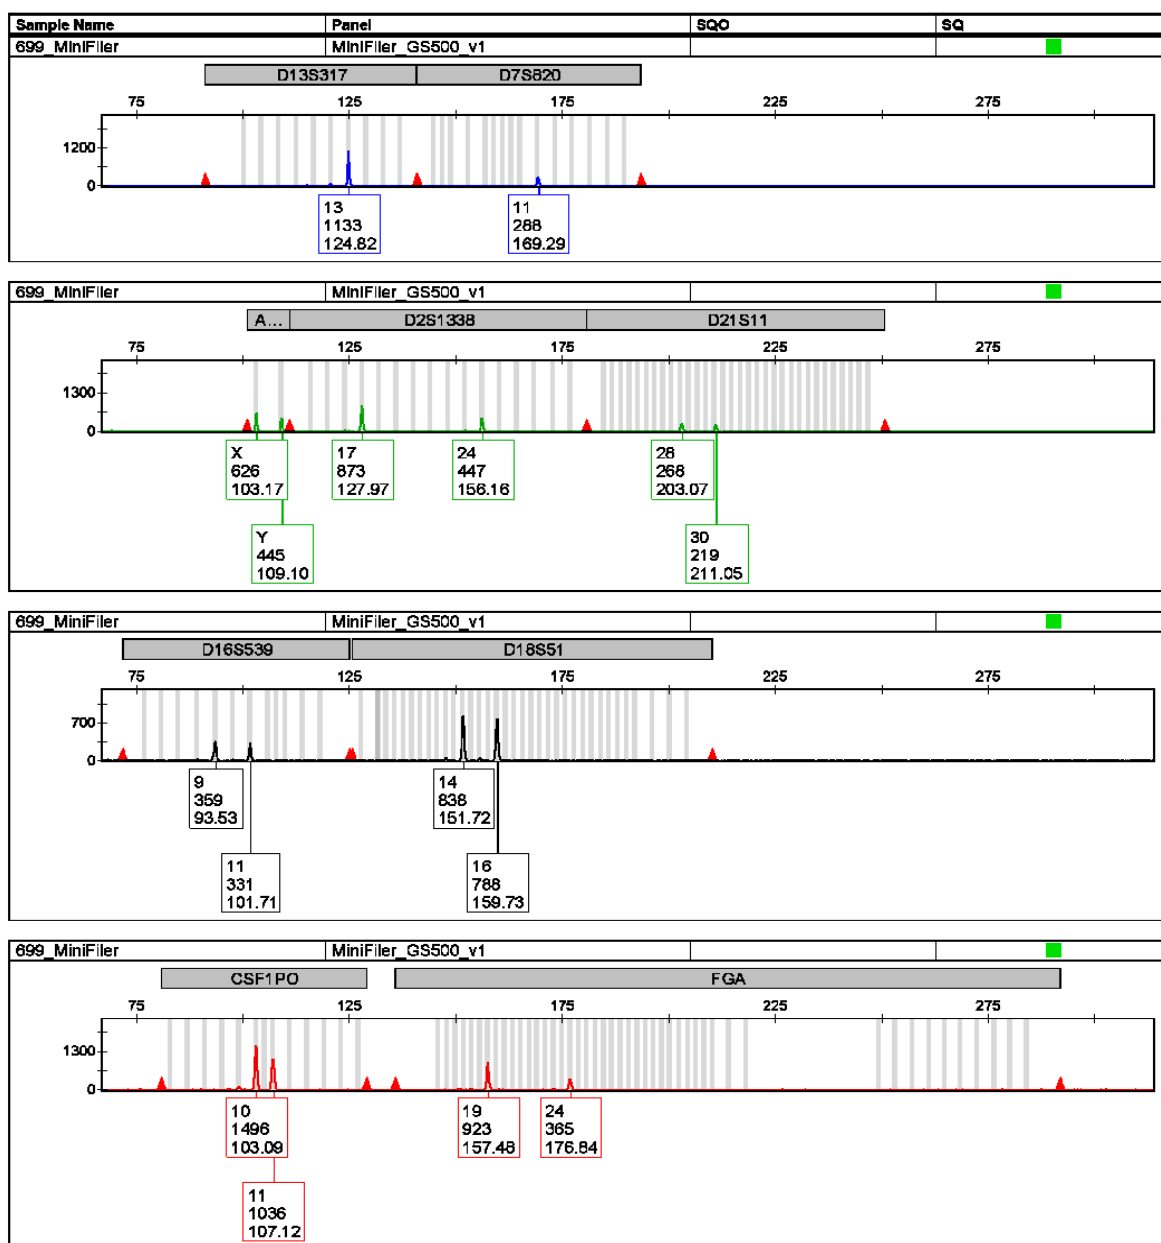 Sample Name Panel SQO SQ
699_MiniFiler MiniFiler_GS500_v1
D13S317 D7S820
75 125 175 225 275
1200
0
13 11
1133 288
124.82 169.29
699_MiniFiler MiniFiler_GS500_v1
A... D2S1338 D21S11
75 125 175 225 275
1300
0
X 17 24 28
626 873 447 268
103.17 127.97 156.16 203.07
Y 30
445 219
109.10 211.05
699_MiniFiler MiniFiler_GS500_v1
D16S539 D18S51
75 125 175 225 275
700
0
9 14
359 838
93.53 151.72
11 16
331 788
101.71 159.73
699_MiniFiler MiniFiler_GS500_v1
CSF1PO FGA
75 125 175 225 275
1300
0
10 19 24
1496 923 365
103.09 157.48 176.84
11
1036
107.12